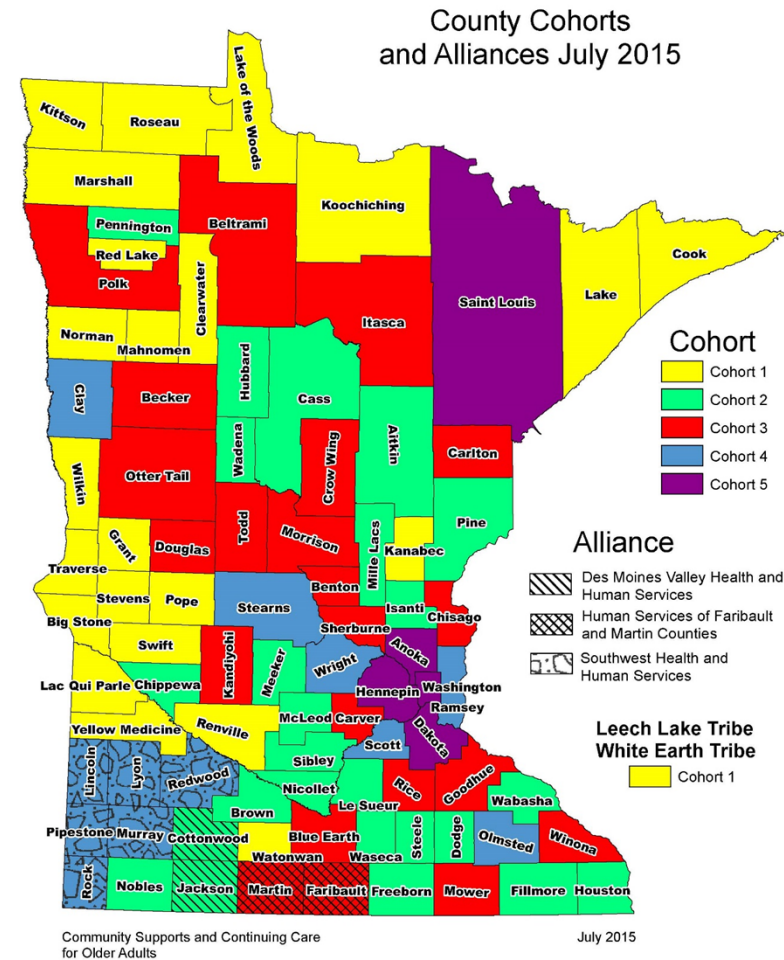 County Cohorts
and Alliances July 2015
Kittson
Roseau
Lake of the Woods
Marshall
Koochiching
Pennington
Beltrami
Red Lake
Polk
Clearwater
Cook
Lake
Saint Louis
Itasca
Norman
Mahnomen
Hubbard
Cass
Clay
Becker
Wadena
Crow Wing
Aitkin
Carlton
Otter Tail
Wilkin
Pine
Todd
Morrison
Mille Lacs
Kanabec
Grant
Douglas
Traverse
Benton
Isanti
Chisago
Stevens
Pope
Stearns
Big Stone
Sherburne
Anoka
Swift
Kandiyohi
Meeker
Wright
Hennepin
Washington
Ramsey
Lac Qui Parle
Chippewa
McLeod
Carver
Dakota
Yellow Medicine
Renville
Scott
Sibley
Lincoln
Lyon
Redwood
Nicollet
Rice
Goodhue
Le Sueur
Wabasha
Brown
Pipestone
Murray
Cottonwood
Blue Earth
Steele
Dodge
Olmsted
Winona
Watonwan
Waseca
Rock
Nobles
Jackson
Martin
Faribault
Freeborn
Mower
Fillmore
Houston
Cohort
Cohort 1
Cohort 2
Cohort 3
Cohort 4
Cohort 5
Alliance
Des Moines Valley Health and
Human Services
Human Services of Faribault
and Martin Counties
Southwest Health and
Human Services
Leech Lake Tribe
White Earth Tribe
Cohort 1
Community Supports and Continuing Care
for Older Adults
July 2015